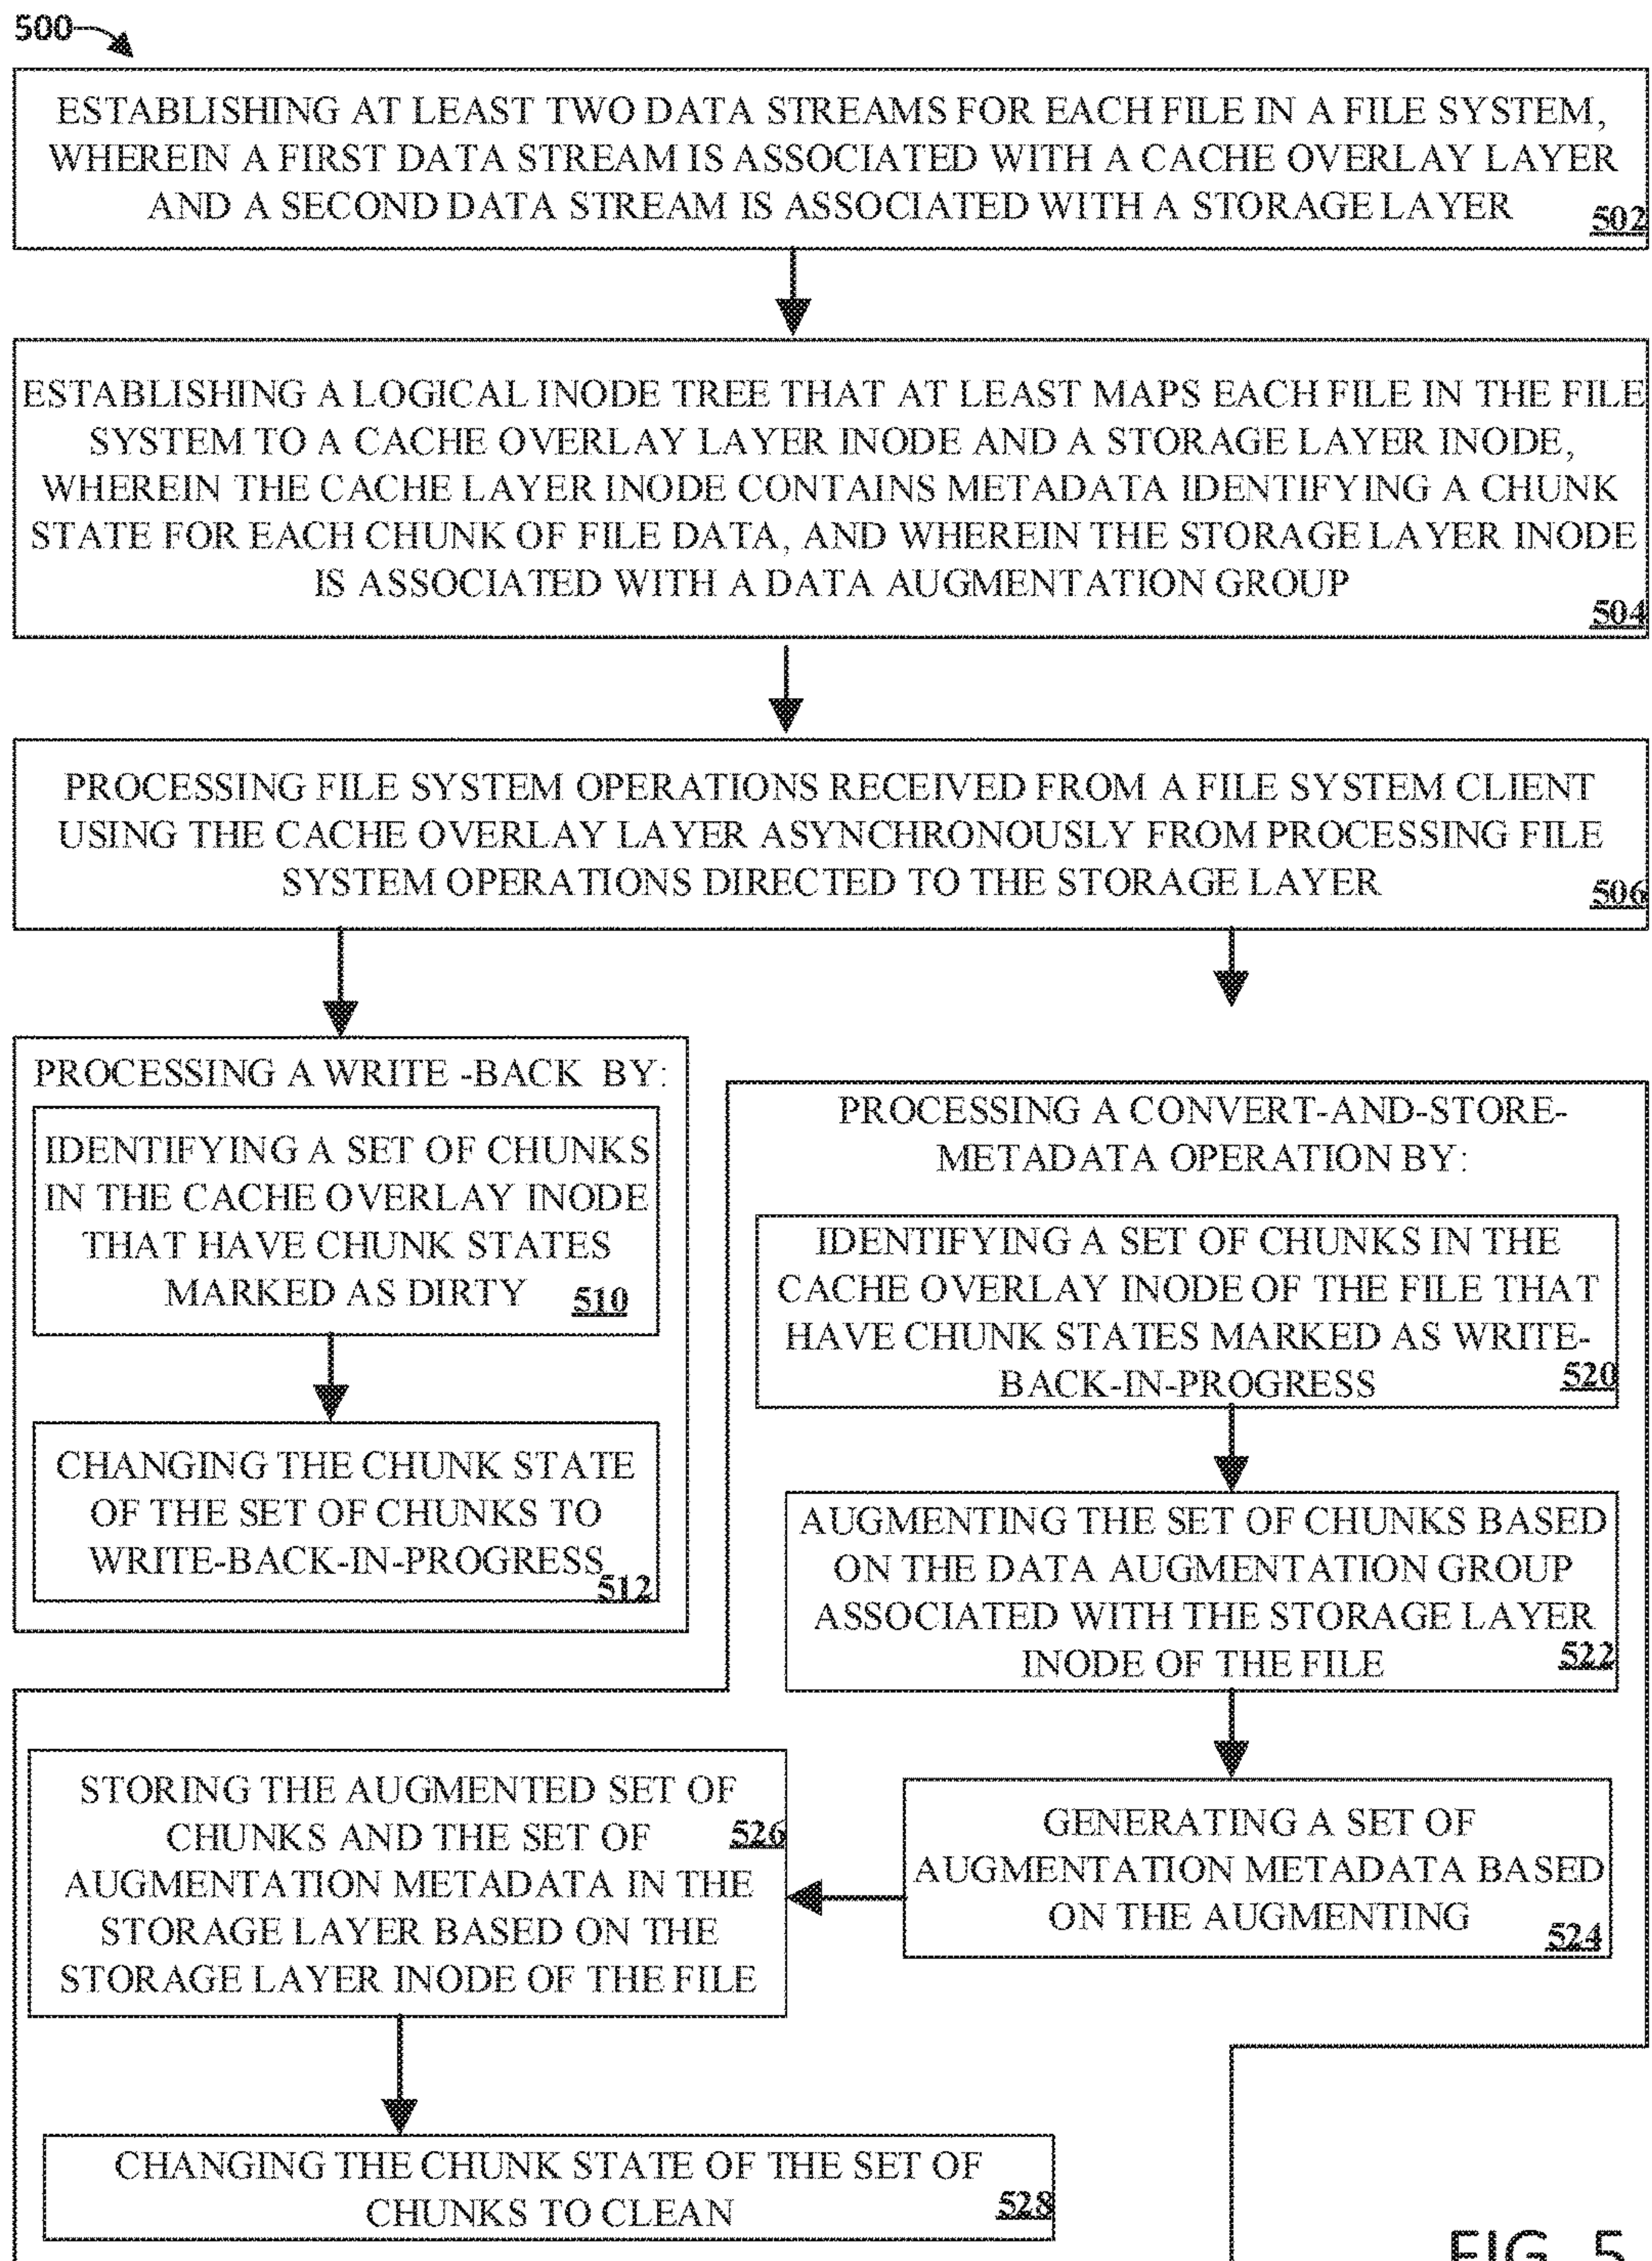 500
ESTABLISHING AT LEAST TWO DATA STREAMS FOR EACH FILE IN A FILE SYSTEM,
WHEREIN A FIRST DATA STREAM IS ASSOCIATED WITH A CACHE OVERLAY LAYER
AND A SECOND DATA STREAM IS ASSOCIATED WITH A STORAGE LAYER
502
ESTABLISHING A LOGICAL INODE TREE THAT AT LEAST MAPS EACH FILE IN THE FILE
SYSTEM TO A CACHE OVERLAY LAYER INODE AND A STORAGE LAYER INODE,
WHEREIN THE CACHE LAYER INODE CONTAINS METADATA IDENTIFYING A CHUNK
STATE FOR EACH CHUNK OF FILE DATA, AND WHEREIN THE STORAGE LAYER INODE
IS ASSOCIATED WITH A DATA AUGMENTATION GROUP
504
PROCESSING FILE SYSTEM OPERATIONS RECEIVED FROM A FILE SYSTEM CLIENT
USING THE CACHE OVERLAY LAYER ASYNCHRONOUSLY FROM PROCESSING FILE
SYSTEM OPERATIONS DIRECTED TO THE STORAGE LAYER
506
PROCESSING A WRITE -BACK BY:
IDENTIFYING A SET OF CHUNKS
IN THE CACHE OVERLAY INODE
THAT HAVE CHUNK STATES
MARKED AS DIRTY 510
CHANGING THE CHUNK STATE
OF THE SET OF CHUNKS TO
WRITE-BACK-IN-PROGRESS
512
PROCESSING A CONVERT-AND-STORE-
METADATA OPERATION BY:
IDENTIFYING A SET OF CHUNKS IN THE
CACHE OVERLAY INODE OF THE FILE THAT
HAVE CHUNK STATES MARKED AS WRITE-
BACK-IN-PROGRESS 520
AUGMENTING THE SET OF CHUNKS BASED
ON THE DATA AUGMENTATION GROUP
ASSOCIATED WITH THE STORAGE LAYER
INODE OF THE FILE 522
GENERATING A SET OF
AUGMENTATION METADATA BASED
ON THE AUGMENTING 524
STORING THE AUGMENTED SET OF
CHUNKS AND THE SET OF 526
AUGMENTATION METADATA IN THE
STORAGE LAYER BASED ON THE
STORAGE LAYER INODE OF THE FILE
CHANGING THE CHUNK STATE OF THE SET OF
CHUNKS TO CLEAN 528
FIG. 5